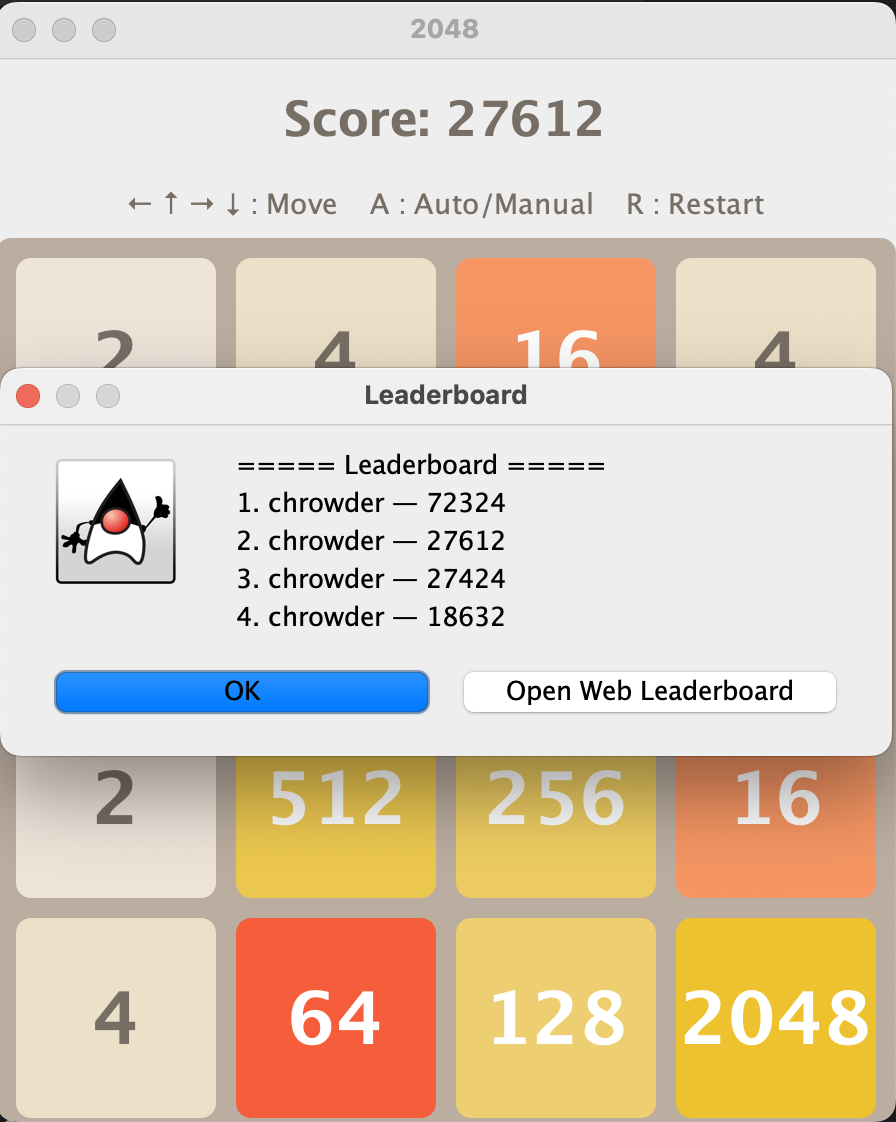 2048
Score: 27612
← ↑ → ↓ : Move A : Auto/Manual R : Restart
2 4 16 4
Leaderboard
===== Leaderboard =====
1. chrowder — 72324
2. chrowder — 27612
3. chrowder — 27424
4. chrowder — 18632
OK Open Web Leaderboard
2 512 256 16
4 64 128 2048